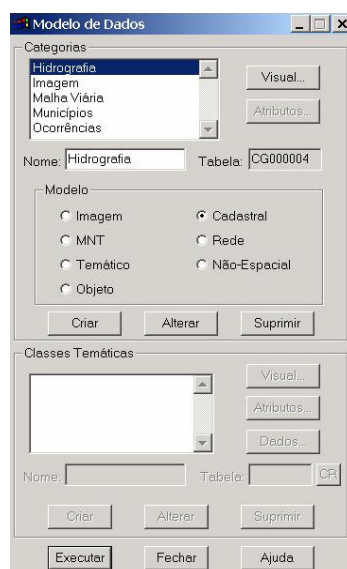 Modelo de Dados
Categorias
Hidrografia
Imagem
Malha Viária
Municípios
Ocorrências
Visual...
Atributos...
Nome: Hidrografia Tabela: CG000004
Modelo
Imagem Cadastral
MNT Rede
Temático Não-Espacial
Objeto
Criar Alterar Suprimir
Classes Temáticas
Visual...
Atributos...
Dados...
Nome: Tabela: CR
Criar Alterar Suprimir
Executar Fechar Ajuda